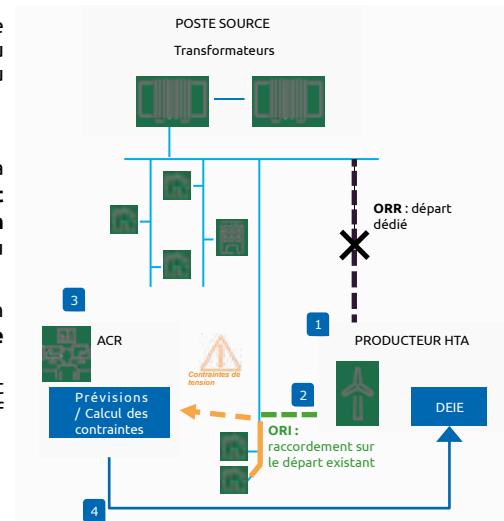 POSTE SOURCE
Transformateurs
ORR : départ
dédié
3
1
ACR
PRODUCTEUR HTA
Contraintes de
tension
2
Prévisions
/ Calcul des
contraintes
DEIE
ORI :
raccordement sur
le départ existant
4